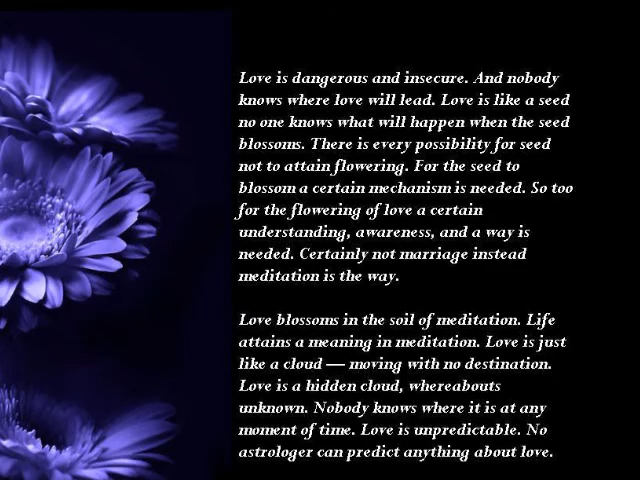 Love is dangerous and insecure. And nobody
knows where love will lead. Love is like a seed
no one knows what will happen when the seed
blossoms. There is every possibility for seed
not to attain flowering. For the seed to
blossom a certain mechanism is needed. So too
for the flowering of love a certain
understanding, awareness, and a way is
needed. Certainly not marriage instead
meditation is the way.

Love blossoms in the soil of meditation. Life
attains a meaning in meditation. Love is just
like a cloud — moving with no destination.
Love is a hidden cloud, whereabouts
unknown. Nobody knows where it is at any
moment of time. Love is unpredictable. No
astrologer can predict anything about love.